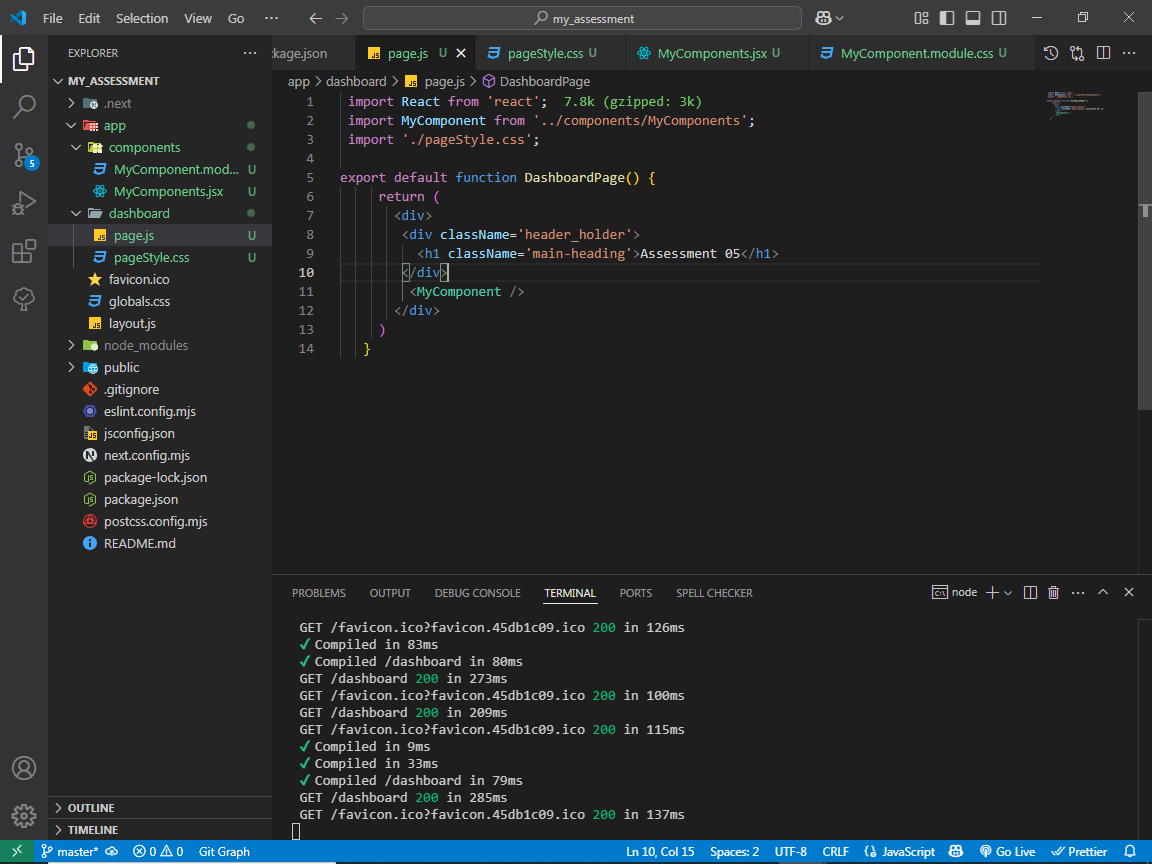 File Edit Selection View Go ··· my_assessment
EXPLORER ···
MY_ASSESSMENT
.next
app
components
MyComponent.mod... U
MyComponents.jsx U
dashboard
page.js U
pageStyle.css U
favicon.ico
globals.css
layout.js
node_modules
public
.gitignore
eslint.config.mjs
jsconfig.json
next.config.mjs
package-lock.json
package.json
postcss.config.mjs
README.md
OUTLINE
TIMELINE
5
kage.json page.js U pageStyle.css U MyComponents.jsx U MyComponent.module.css U
app > dashboard > page.js > DashboardPage
1 import React from 'react'; 7.8k (gzipped: 3k)
2 import MyComponent from '../components/MyComponents';
3 import './pageStyle.css';
4
5 export default function DashboardPage() {
6 return (
7 <div>
8 <div className='header_holder'>
9 <h1 className='main-heading'>Assessment 05</h1>
10 </div>
11 <MyComponent />
12 </div>
13 )
14 }
PROBLEMS OUTPUT DEBUG CONSOLE TERMINAL PORTS SPELL CHECKER node
GET /favicon.ico?favicon.45db1c09.ico 200 in 126ms
✓ Compiled in 83ms
✓ Compiled /dashboard in 80ms
GET /dashboard 200 in 273ms
GET /favicon.ico?favicon.45db1c09.ico 200 in 100ms
GET /dashboard 200 in 209ms
GET /favicon.ico?favicon.45db1c09.ico 200 in 115ms
✓ Compiled in 9ms
✓ Compiled in 33ms
✓ Compiled /dashboard in 79ms
GET /dashboard 200 in 285ms
GET /favicon.ico?favicon.45db1c09.ico 200 in 137ms
master* 0 0 Git Graph Ln 10, Col 15 Spaces: 2 UTF-8 CRLF {} JavaScript Go Live Prettier